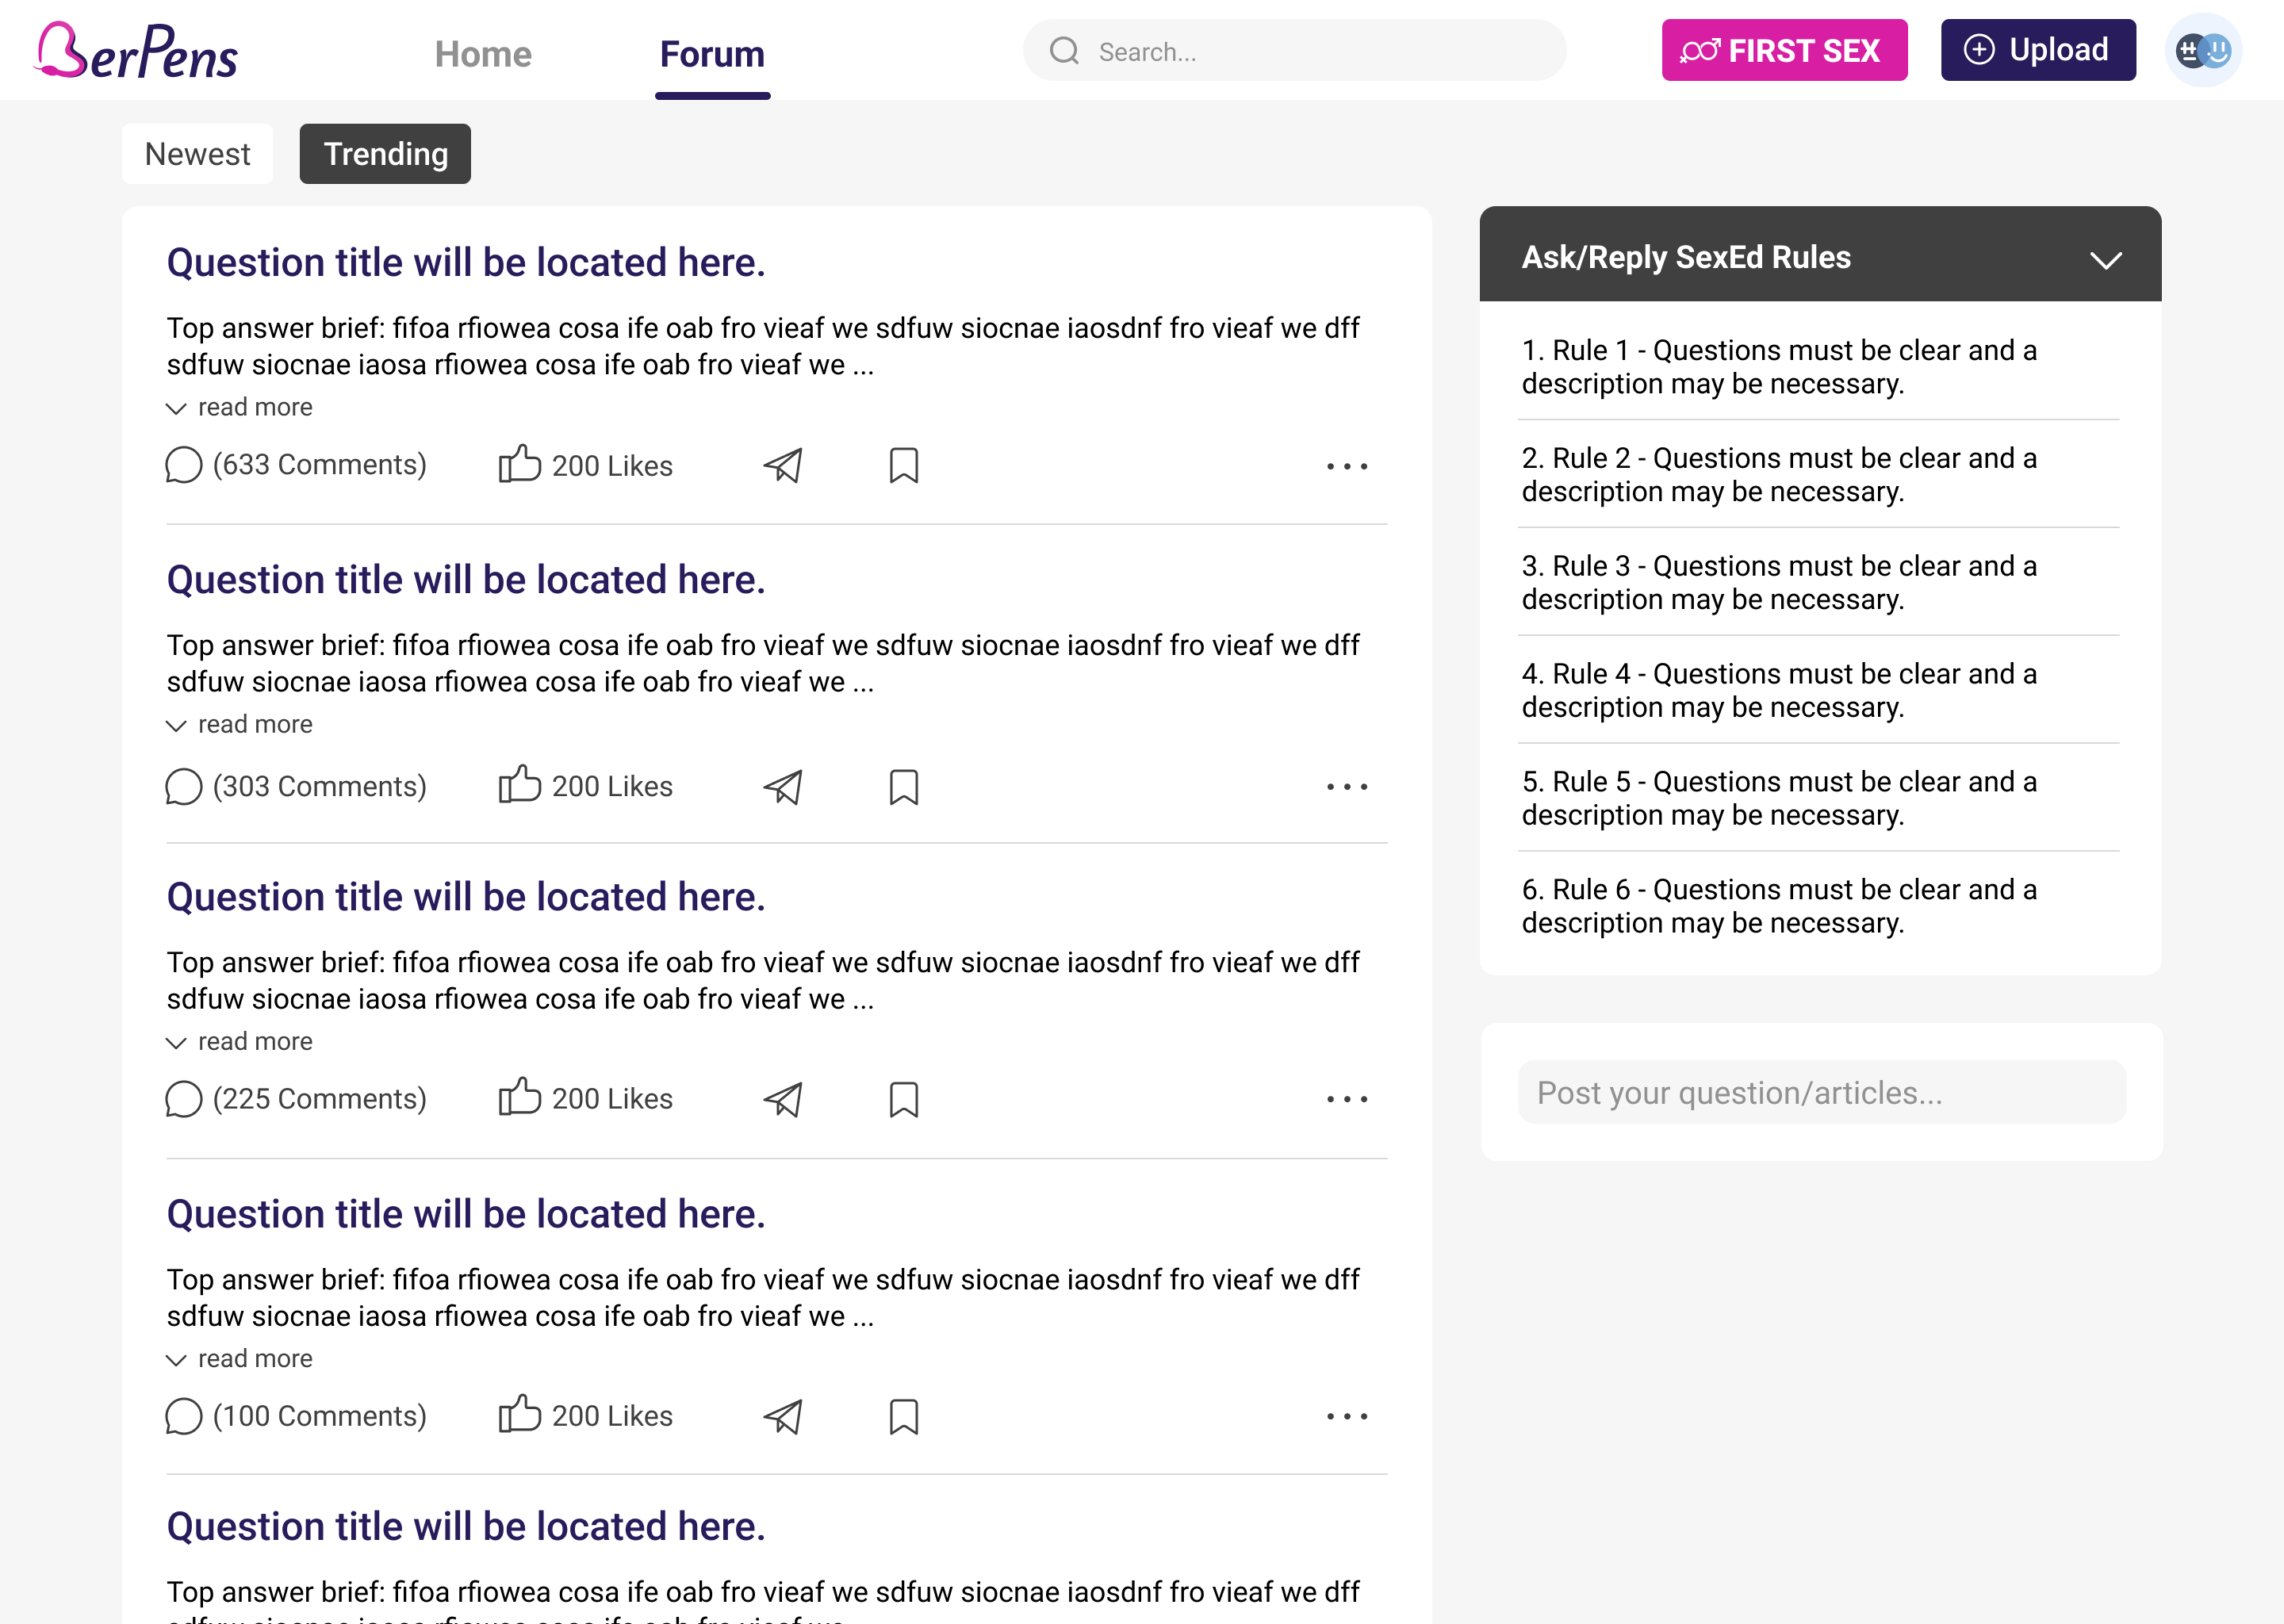 BerPens
Home
Forum
Search...
FIRST SEX
Upload
Newest
Trending
Question title will be located here.
Top answer brief: fifoa rfiowea cosa ife oab fro vieaf we sdfuw siocnae iaosdnf fro vieaf we dff
sdfuw siocnae iaosa rfiowea cosa ife oab fro vieaf we ...
read more
(633 Comments)
200 Likes
Question title will be located here.
Top answer brief: fifoa rfiowea cosa ife oab fro vieaf we sdfuw siocnae iaosdnf fro vieaf we dff
sdfuw siocnae iaosa rfiowea cosa ife oab fro vieaf we ...
read more
(303 Comments)
200 Likes
Question title will be located here.
Top answer brief: fifoa rfiowea cosa ife oab fro vieaf we sdfuw siocnae iaosdnf fro vieaf we dff
sdfuw siocnae iaosa rfiowea cosa ife oab fro vieaf we ...
read more
(225 Comments)
200 Likes
Question title will be located here.
Top answer brief: fifoa rfiowea cosa ife oab fro vieaf we sdfuw siocnae iaosdnf fro vieaf we dff
sdfuw siocnae iaosa rfiowea cosa ife oab fro vieaf we ...
read more
(100 Comments)
200 Likes
Question title will be located here.
Top answer brief: fifoa rfiowea cosa ife oab fro vieaf we sdfuw siocnae iaosdnf fro vieaf we dff
Ask/Reply SexEd Rules
1. Rule 1 - Questions must be clear and a
description may be necessary.
2. Rule 2 - Questions must be clear and a
description may be necessary.
3. Rule 3 - Questions must be clear and a
description may be necessary.
4. Rule 4 - Questions must be clear and a
description may be necessary.
5. Rule 5 - Questions must be clear and a
description may be necessary.
6. Rule 6 - Questions must be clear and a
description may be necessary.
Post your question/articles...